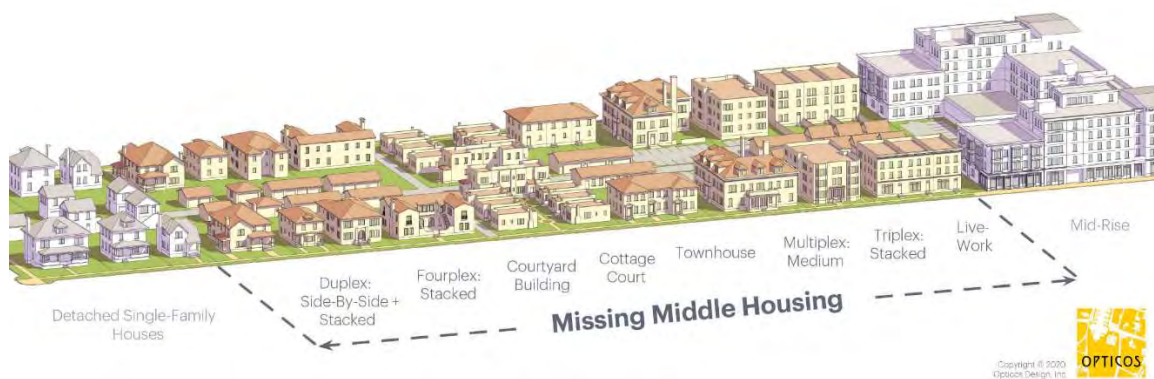 Detached Single-Family
Houses
Duplex:
Side-By-Side +
Stacked
Fourplex:
Stacked
Courtyard
Building
Cottage
Court
Townhouse
Multiplex:
Medium
Triplex:
Stacked
Live-
Work
Mid-Rise
Missing Middle Housing
Copyright © 2020
Opticos Design, Inc.
OPTICOS